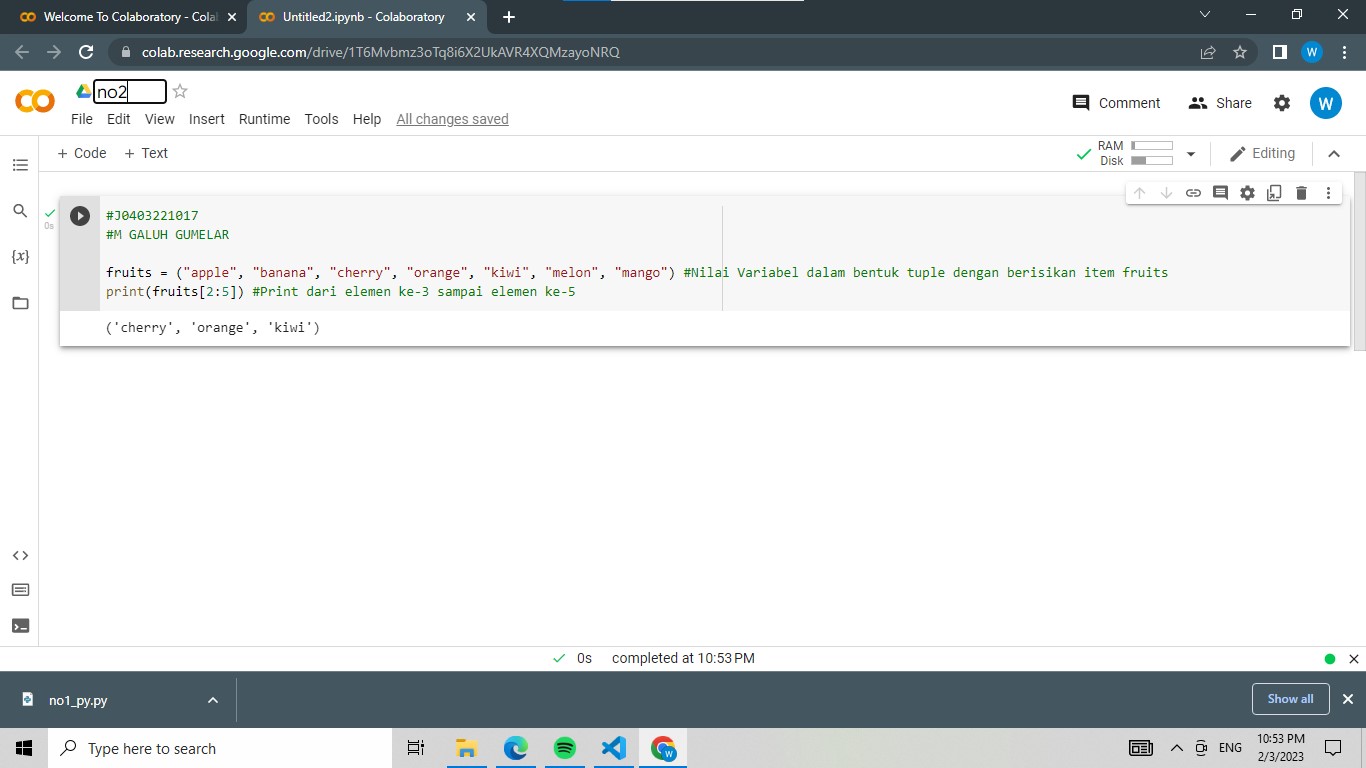 Welcome To Colaboratory - Cola
Untitled2.ipynb - Colaboratory
colab.research.google.com/drive/1T6Mvbmz3oTq8i6X2UkAVR4XQMzayoNRQ
W
no2
File Edit View Insert Runtime Tools Help All changes saved
Comment Share W
+ Code + Text
RAM
Disk
Editing
{x}
0s
#J0403221017
#M GALUH GUMELAR
fruits = ("apple", "banana", "cherry", "orange", "kiwi", "melon", "mango") #Nilai Variabel dalam bentuk tuple dengan berisikan item fruits
print(fruits[2:5]) #Print dari elemen ke-3 sampai elemen ke-5
('cherry', 'orange', 'kiwi')
0s completed at 10:53 PM
no1_py.py
Show all
Type here to search
W
ENG
10:53 PM
2/3/2023